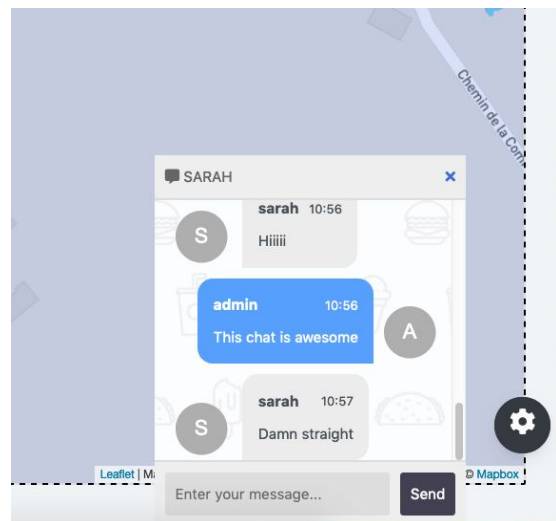 Chemin de la Com
SARAH
×
sarah 10:56
S
Hiiiii
admin 10:56
This chat is awesome
A
sarah 10:57
S
Damn straight
Leaflet | M
© Mapbox
Enter your message...
Send